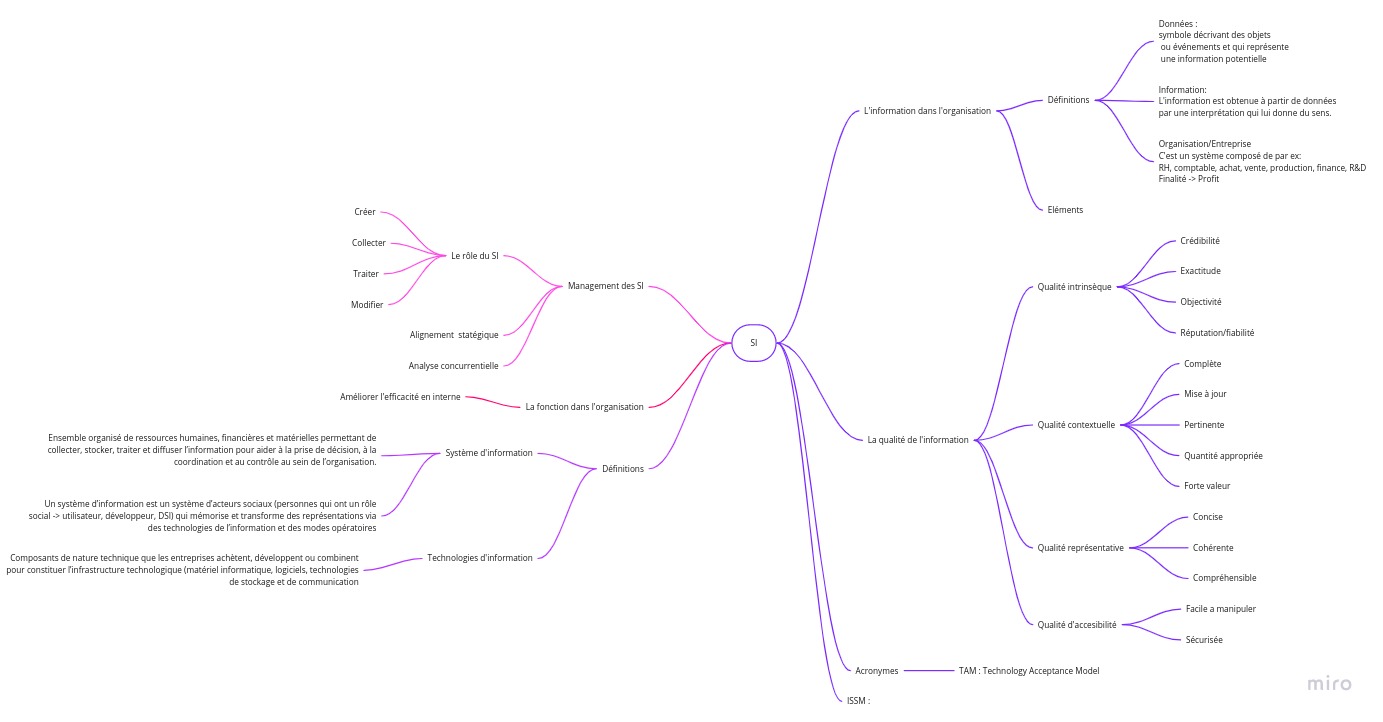 SI
Management des SI
Le rôle du SI
Créer
Collecter
Traiter
Modifier
Alignement  statégique
Analyse concurrentielle
La fonction dans l'organisation
Améliorer l'efficacité en interne
Définitions
Système d'information
Ensemble organisé de ressources humaines, financières et matérielles permettant de
collecter, stocker, traiter et diffuser l'information pour aider à la prise de décision, à la
coordination et au contrôle au sein de l'organisation.
Un système d'information est un système d'acteurs sociaux (personnes qui ont un rôle
social -> utilisateur, développeur, DSI) qui mémorise et transforme des représentations via
des technologies de l'information et des modes opératoires
Technologies d'information
Composants de nature technique que les entreprises achètent, développent ou combinent
pour constituer l'infrastructure technologique (matériel informatique, logiciels, technologies
de stockage et de communication
L'information dans l'organisation
Définitions
Données :
symbole décrivant des objets
ou événements et qui représente
une information potentielle
Information:
L'information est obtenue à partir de données
par une interprétation qui lui donne du sens.
Organisation/Entreprise
C'est un système composé de par ex:
RH, comptable, achat, vente, production, finance, R&D
Finalité -> Profit
Eléments
La qualité de l'information
Qualité intrinsèque
Crédibilité
Exactitude
Objectivité
Réputation/fiabilité
Qualité contextuelle
Complète
Mise à jour
Pertinente
Quantité appropriée
Forte valeur
Qualité représentative
Concise
Cohérente
Compréhensible
Qualité d'accesibilité
Facile a manipuler
Sécurisée
Acronymes
TAM : Technology Acceptance Model
ISSM :
miro